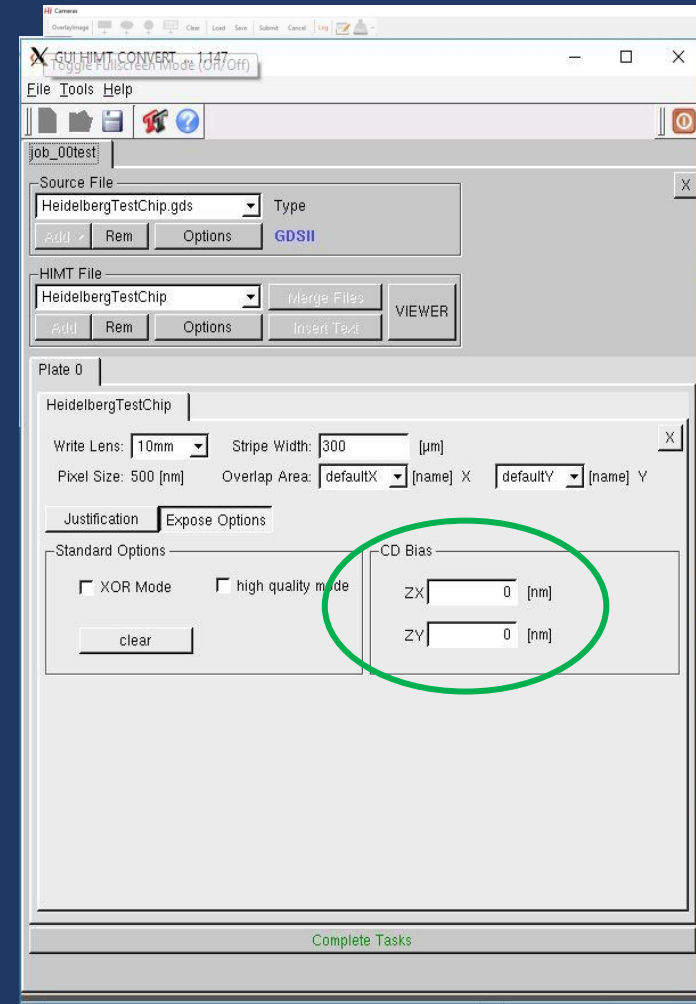 HI Cameras
OverlayImage Clear Load Save Submit Cancel Log
GUI HIMT CONVERT ... 1.147
Toggle Fullscreen Mode (On/Off)
File Tools Help
job_00test
Source File
HeidelbergTestChip.gds Type
Add Rem Options GDSII
HIMT File
HeidelbergTestChip Merge Files VIEWER
Add Rem Options Insert Text
X
Plate 0
HeidelbergTestChip
X
Write Lens: 10mm Stripe Width: 300 [µm]
Pixel Size: 500 [nm] Overlap Area: defaultX [name] X defaultY [name] Y
Justification Expose Options
Standard Options CD Bias
XOR Mode high quality mode ZX 0 [nm]
clear ZY 0 [nm]
Complete Tasks